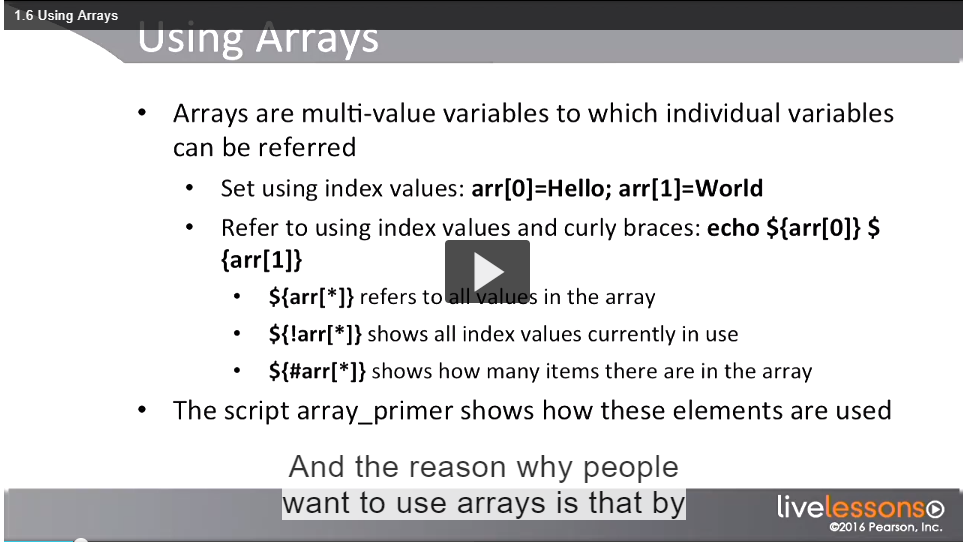 1.6 Using Arrays
Using Arrays
• Arrays are multi-value variables to which individual variables
can be referred
• Set using index values: arr[0]=Hello; arr[1]=World
• Refer to using index values and curly braces: echo ${arr[0]} $
{arr[1]}
• ${arr[*]} refers to all values in the array
• ${!arr[*]} shows all index values currently in use
• ${#arr[*]} shows how many items there are in the array
• The script array_primer shows how these elements are used
And the reason why people
want to use arrays is that by
livelessons
©2016 Pearson, Inc.